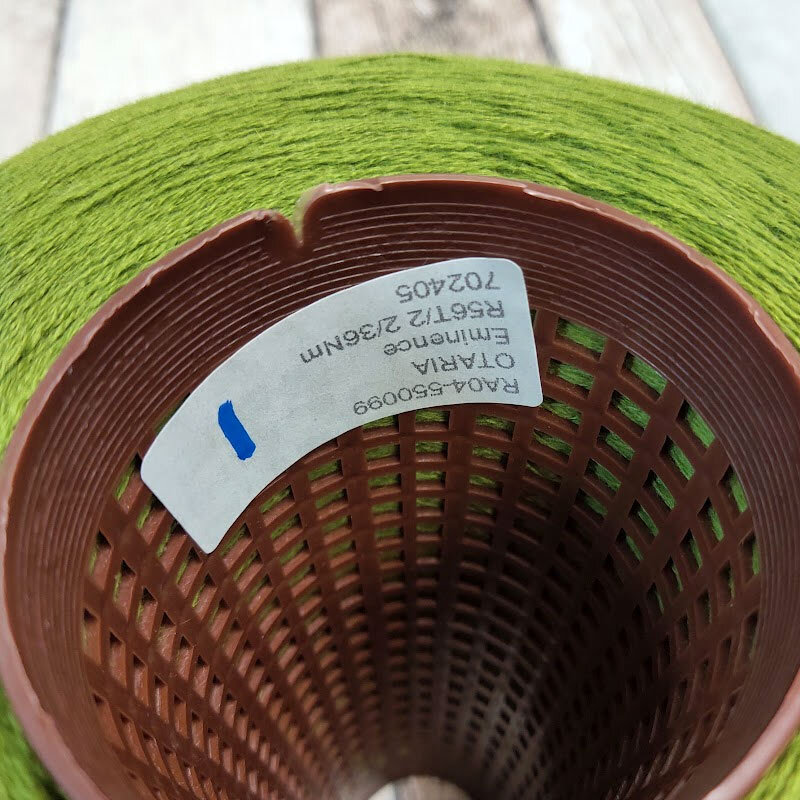 RA04-550099
OTARIA
Eminence
R56T/2 2/36Nm
702405